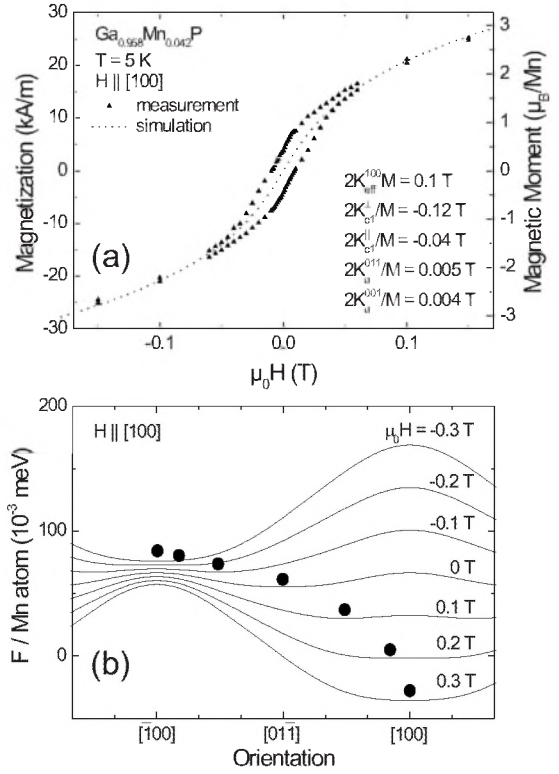 30
20
10
0
-10
-20
-30
Magnetization (kA/m)
Ga0.958Mn0.042P
T = 5 K
H || [100]
measurement
simulation
(a)
2K100eff M = 0.1 T
2K⊥c1/M = -0.12 T
2K||c1/M = -0.04 T
2K011u/M = 0.005 T
2K001u/M = 0.004 T
3
2
1
0
-1
-2
-3
Magnetic Moment (μB/Mn)
-0.1 0.0 0.1
μ0H (T)
200
100
0
F / Mn atom (10-3 meV)
H || [100]
μ0H = -0.3 T
-0.2 T
-0.1 T
0 T
0.1 T
0.2 T
0.3 T
(b)
[1̄00] [011̄] [100]
Orientation